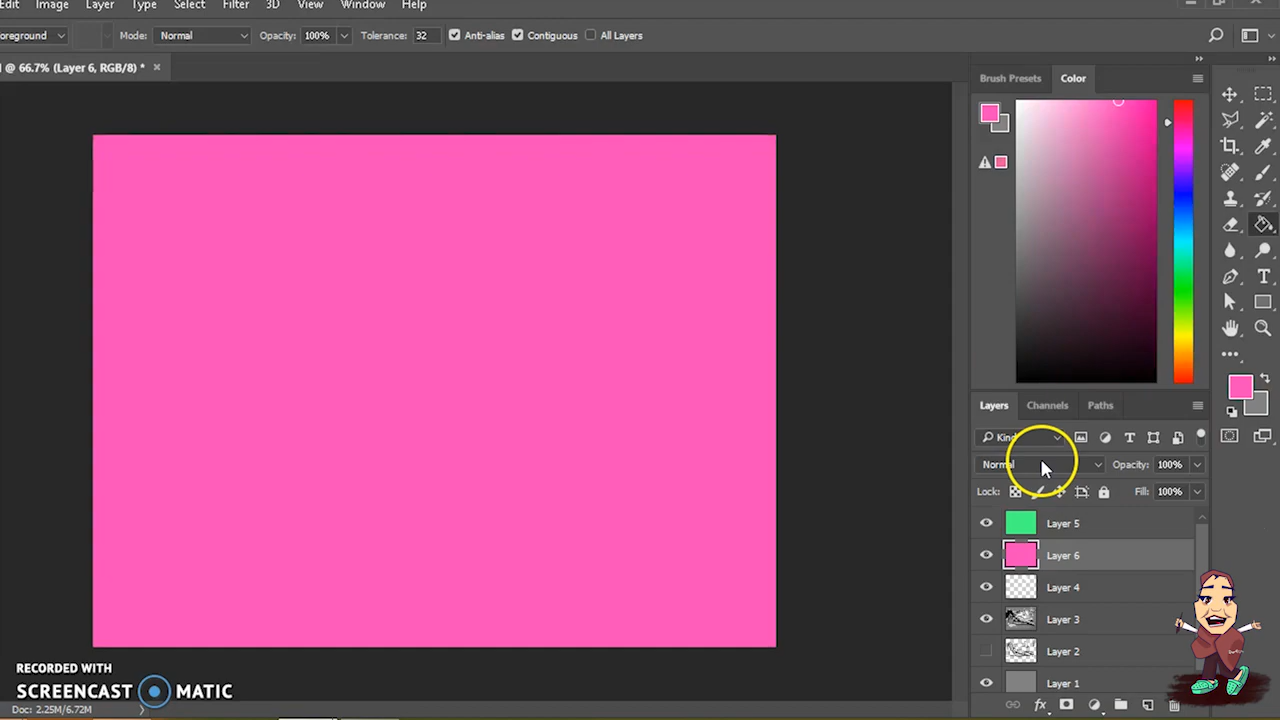 Edit Image Layer Type Select Filter 3D View Window Help
oreground Mode: Normal Opacity: 100% Tolerance: 32 Anti-alias Contiguous All Layers
@ 66.7% (Layer 6, RGB/8) * ×
Brush Presets Color
Layers Channels Paths
Kind
Normal Opacity: 100%
Lock: Fill: 100%
Layer 5
Layer 6
Layer 4
Layer 3
Layer 2
Layer 1
fx
RECORDED WITH
SCREENCAST MATIC
Doc: 2.25M/6.72M